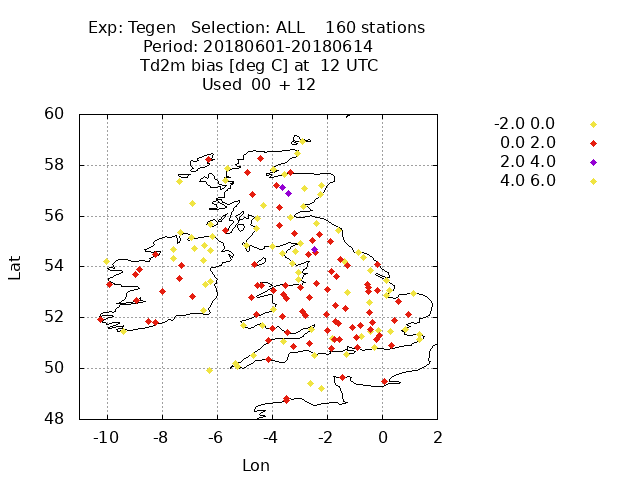 Exp: Tegen   Selection: ALL    160 stations
Period: 20180601-20180614
Td2m bias [deg C] at  12 UTC
Used  00 + 12
-2.0 0.0
0.0 2.0
2.0 4.0
4.0 6.0
60
58
56
54
52
50
48
Lat
-10 -8 -6 -4 -2 0 2
Lon